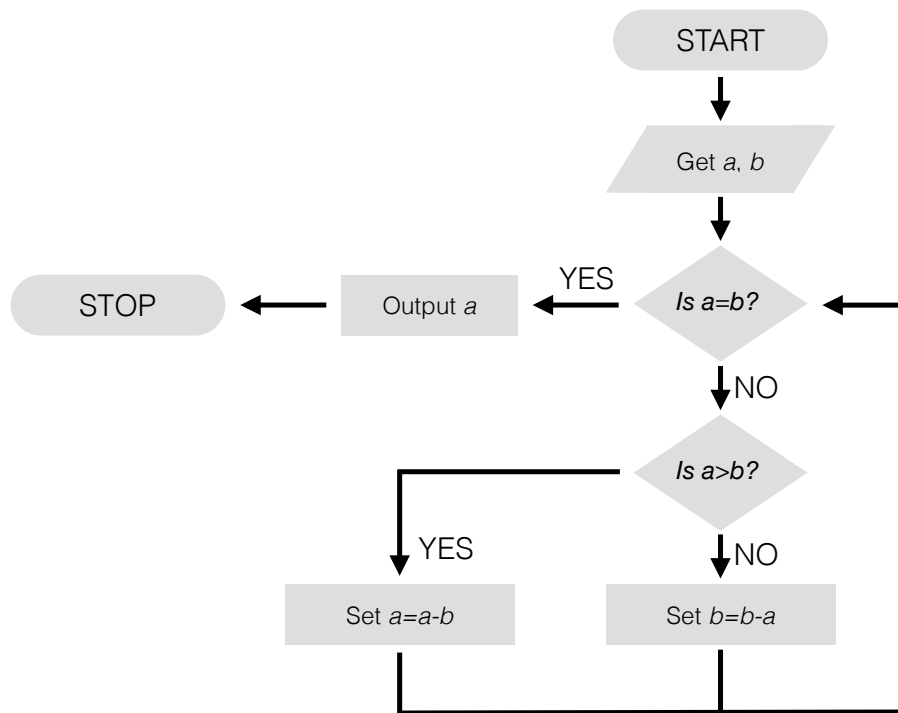 START
Get a, b
Is a=b?
YES
Output a
STOP
NO
Is a>b?
YES
NO
Set a=a-b
Set b=b-a